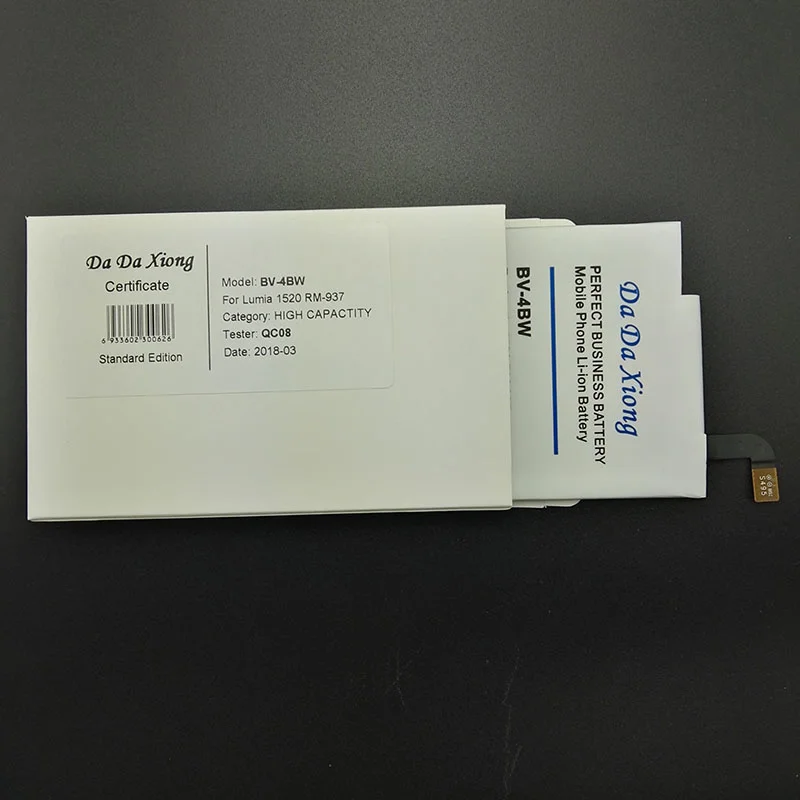 Da Da Xiong
Certificate
6 933602 300626
Standard Edition
Model: BV-4BW
For Lumia 1520 RM-937
Category: HIGH CAPACTITY
Tester: QC08
Date: 2018-03
Da Da Xiong
PERFECT BUSINESS BATTERY
Mobile Phone Li-ion Battery
BV-4BW
S495